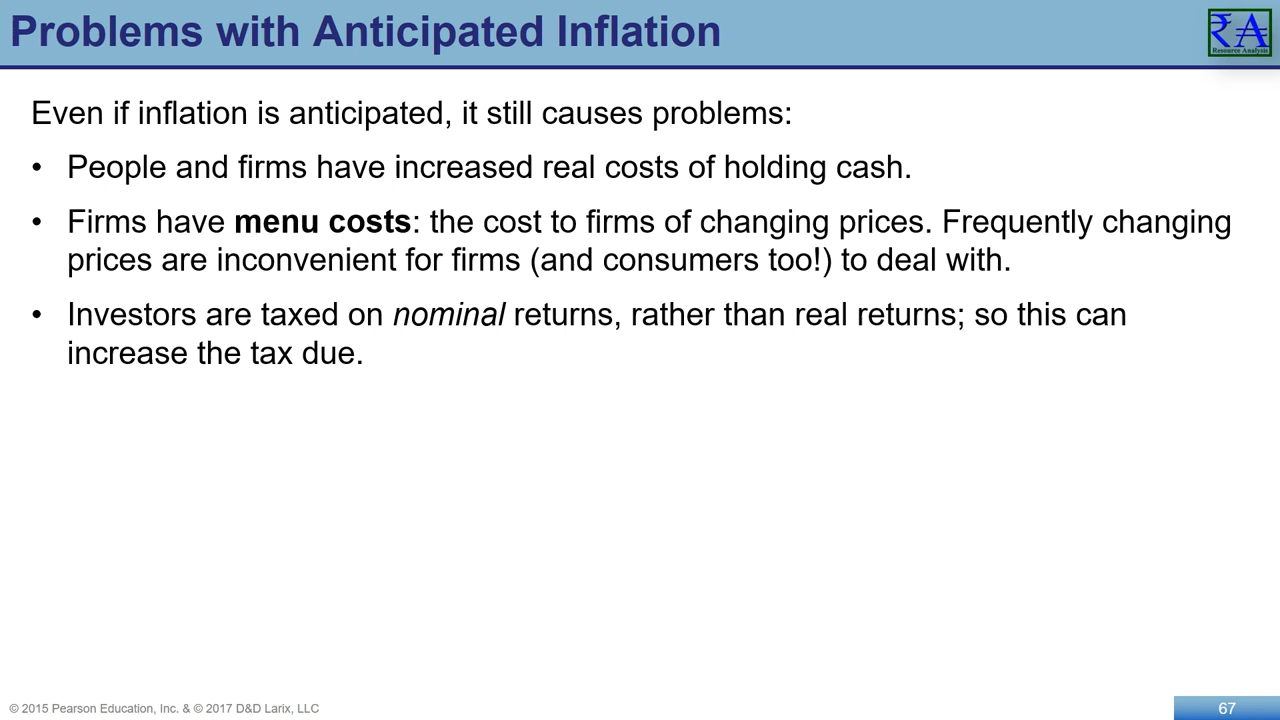 Problems with Anticipated Inflation
₹A
Resource Analysis
Even if inflation is anticipated, it still causes problems:
• People and firms have increased real costs of holding cash.
• Firms have menu costs: the cost to firms of changing prices. Frequently changing
prices are inconvenient for firms (and consumers too!) to deal with.
• Investors are taxed on nominal returns, rather than real returns; so this can
increase the tax due.
© 2015 Pearson Education, Inc. & © 2017 D&D Larix, LLC
67